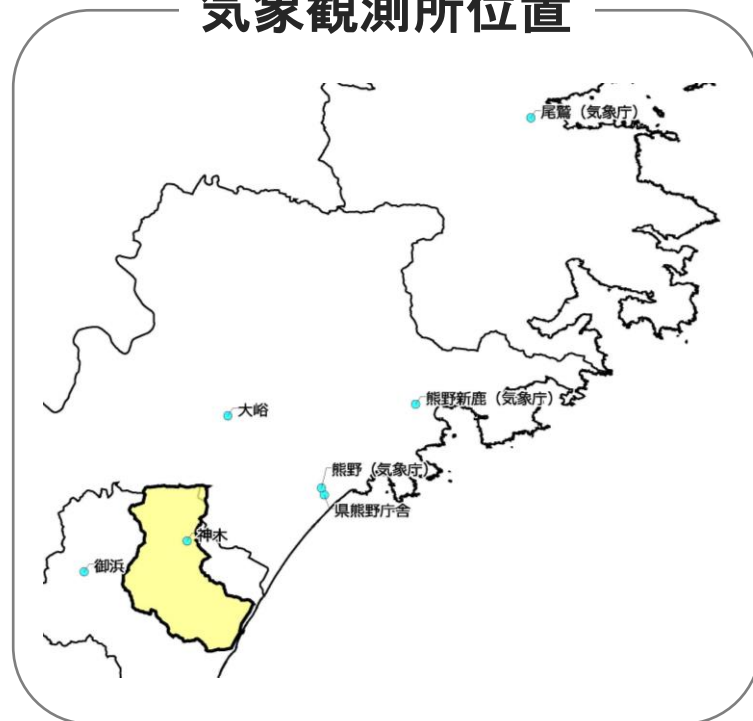 気象観測所位置
尾鷲（気象庁）
熊野新鹿（気象庁）
大峪
熊野（気象庁）
県熊野庁舎
神木
御浜